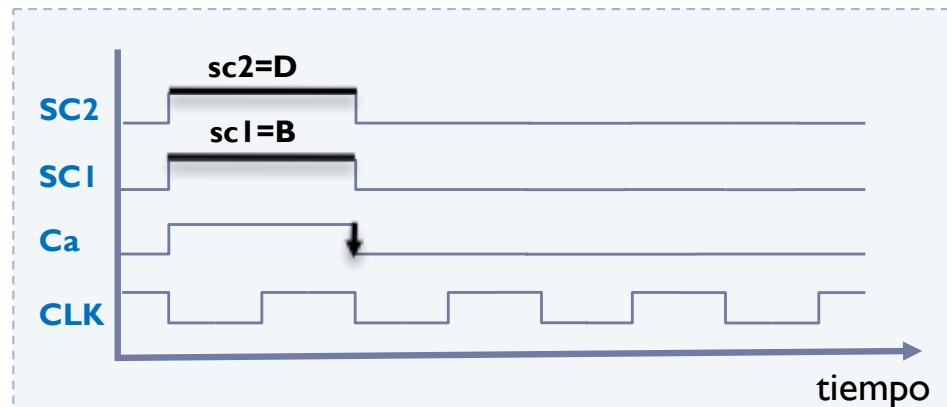 sc2=D
SC2
sc1=B
SC1
Ca
CLK
tiempo